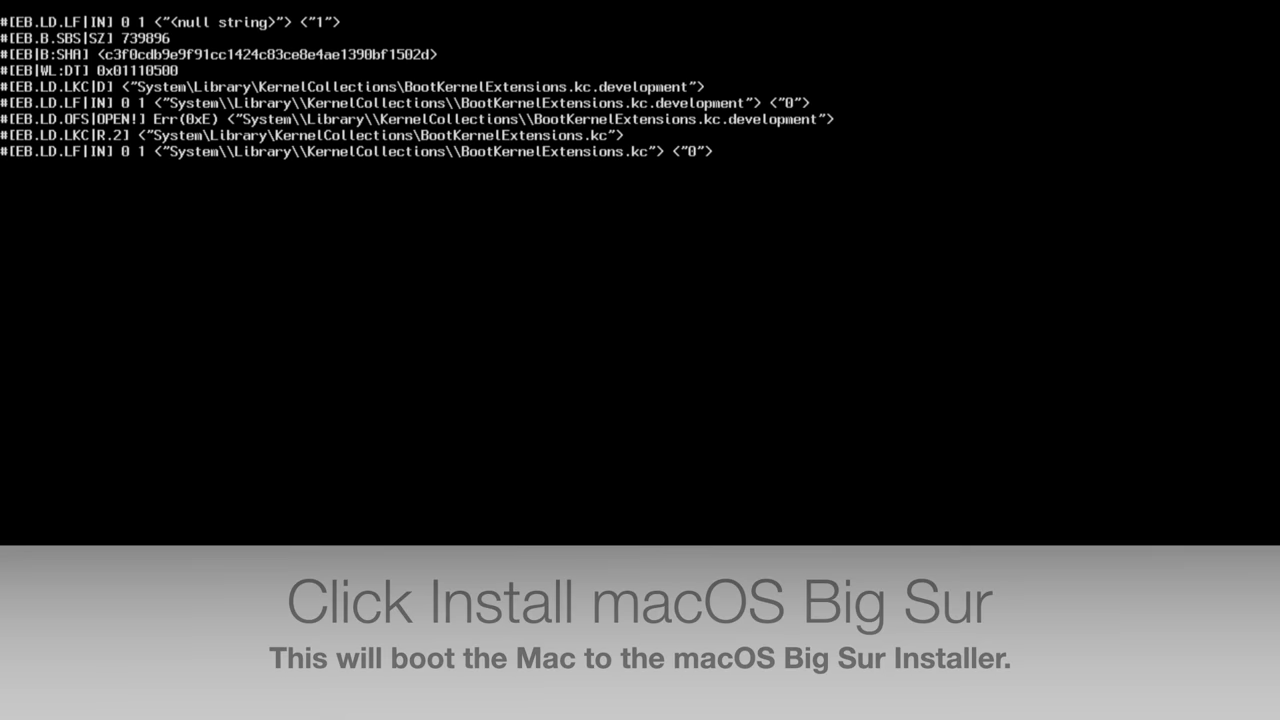 #[EB.LD.LF|IN] 0 1 <"<null string>"> <"1">
#[EB.B.SBS|SZ] 739896
#[EB|B:SHA] <c3f0cdb9e9f91cc1424c83ce8e4ae1390bf1502d>
#[EB|WL:DT] 0x01110500
#[EB.LD.LKC|D] <"System\Library\KernelCollections\BootKernelExtensions.kc.development">
#[EB.LD.LF|IN] 0 1 <"System\\Library\\KernelCollections\\BootKernelExtensions.kc.development"> <"0">
#[EB.LD.OFS|OPEN!] Err(0xE) <"System\\Library\\KernelCollections\\BootKernelExtensions.kc.development">
#[EB.LD.LKC|R.2] <"System\Library\KernelCollections\BootKernelExtensions.kc">
#[EB.LD.LF|IN] 0 1 <"System\\Library\\KernelCollections\\BootKernelExtensions.kc"> <"0">
Click Install macOS Big Sur
This will boot the Mac to the macOS Big Sur Installer.